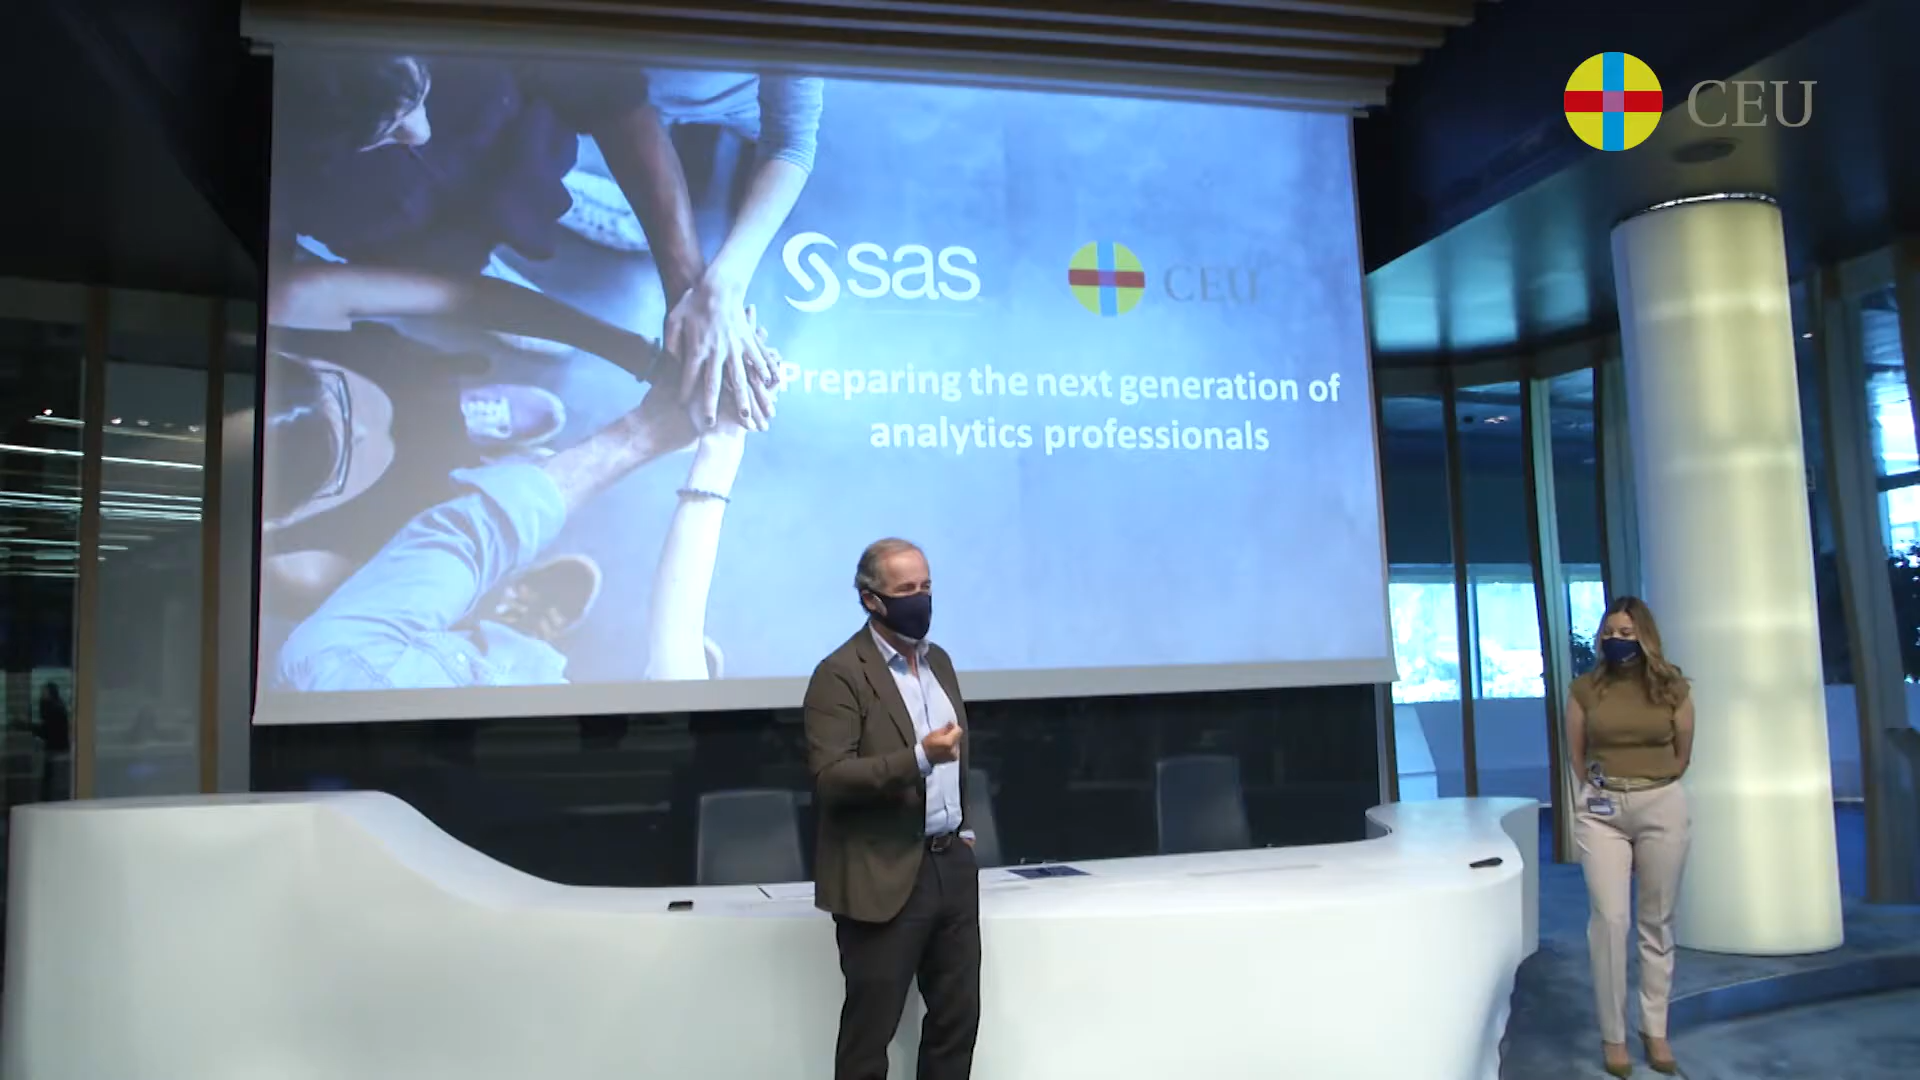 CEU
sas
CEU
Preparing the next generation of
analytics professionals